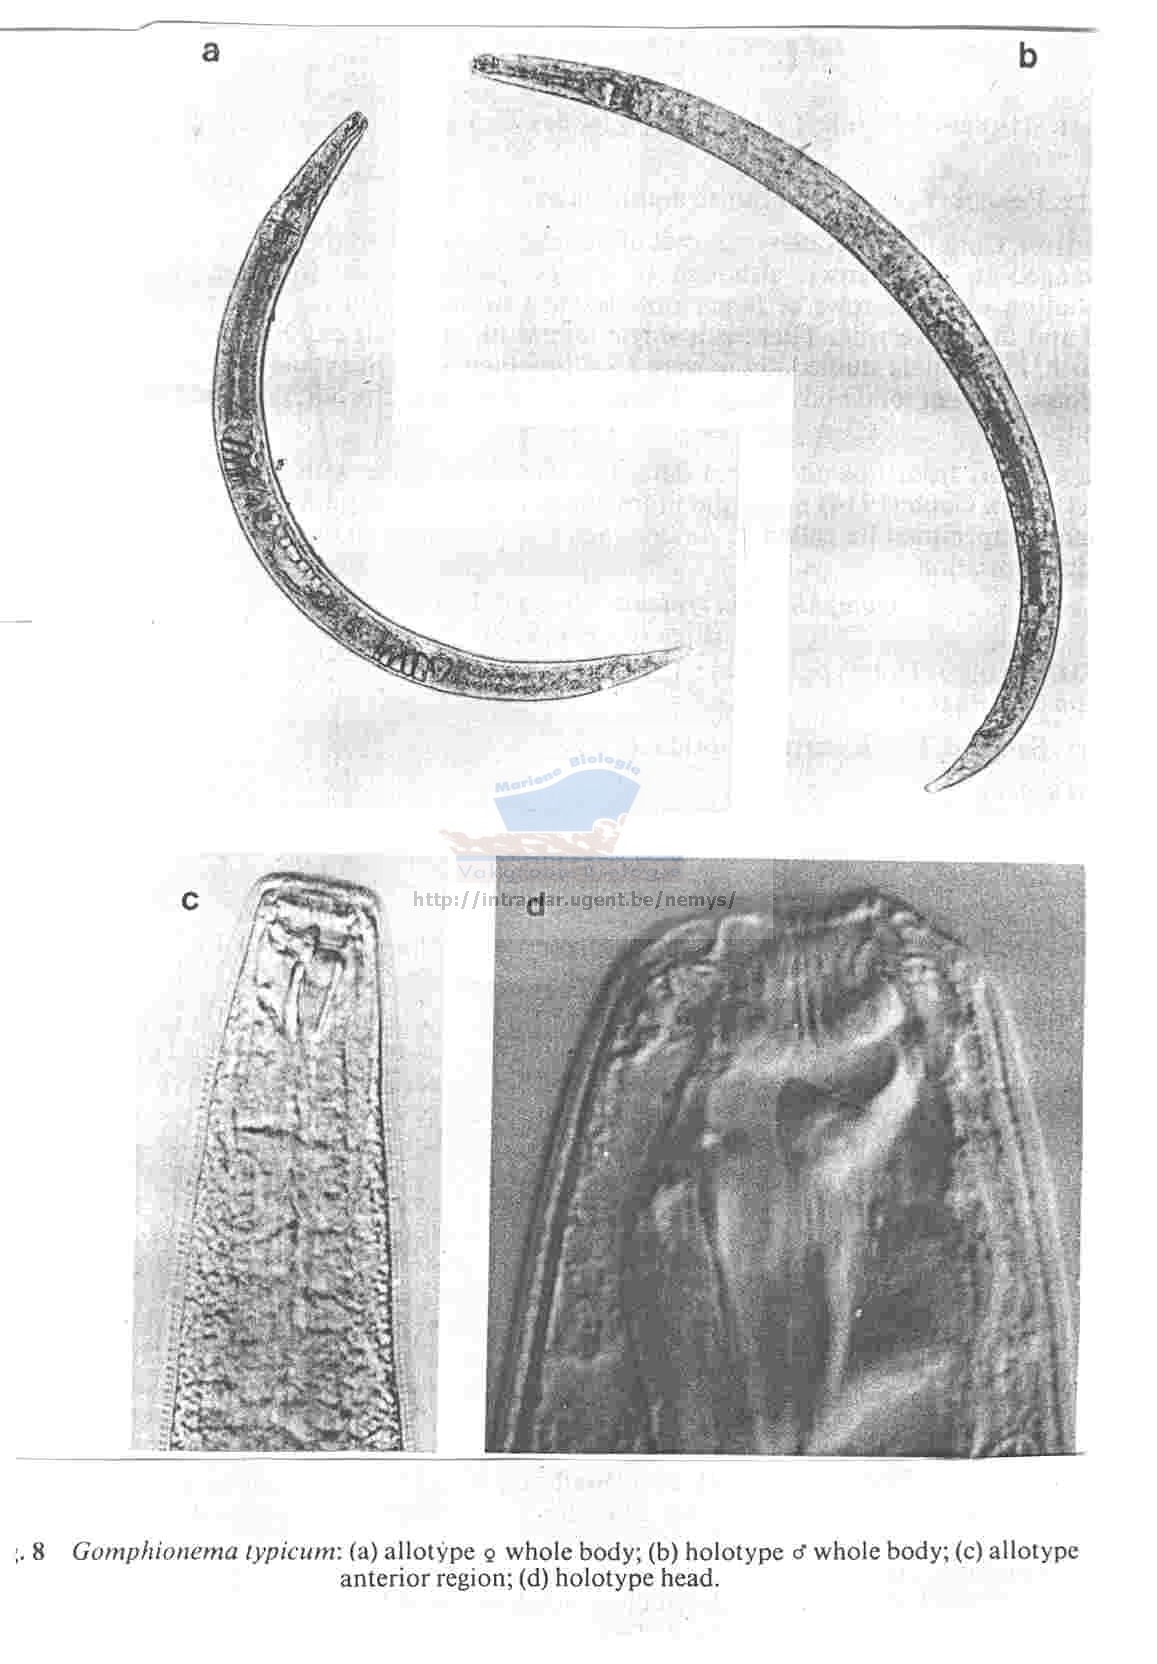 a
b
Mariene Biologie
Vakgroep Biologie
http://intramar.ugent.be/nemys/
c
d
. 8 Gomphionema typicum: (a) allotype ♀ whole body; (b) holotype ♂ whole body; (c) allotype
anterior region; (d) holotype head.